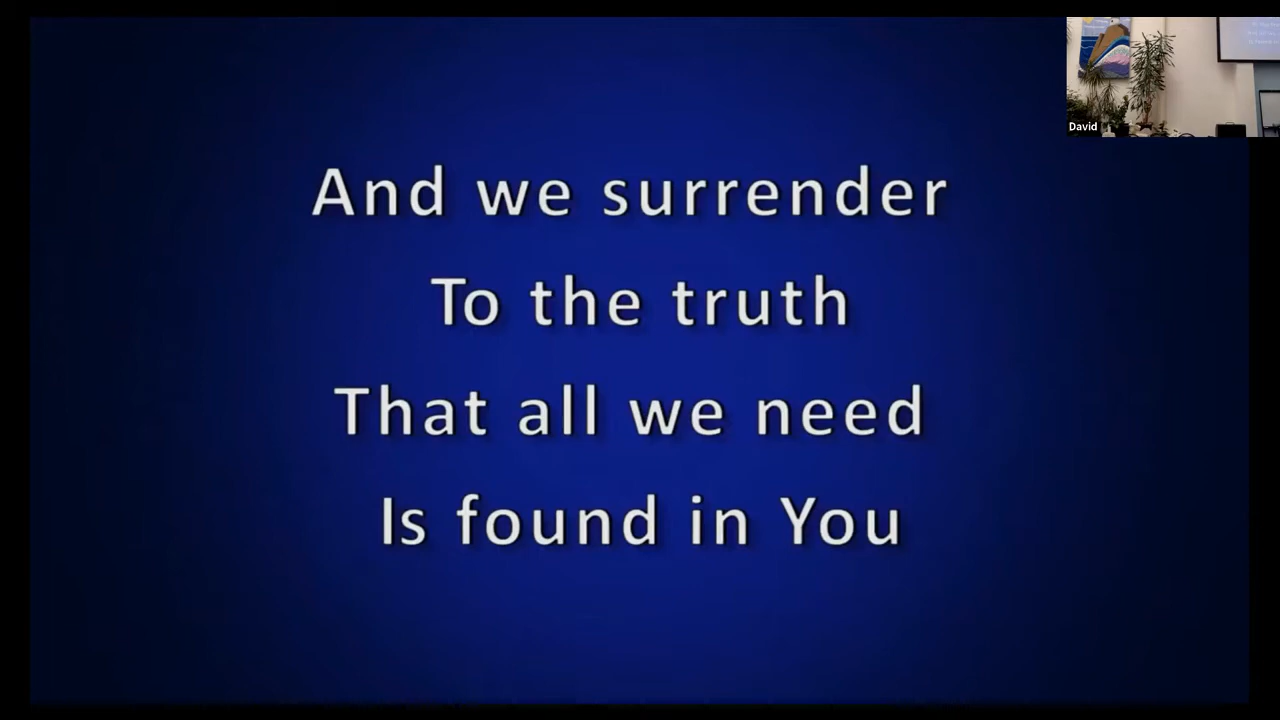 David
And we surrender
To the truth
That all we need
Is found in You